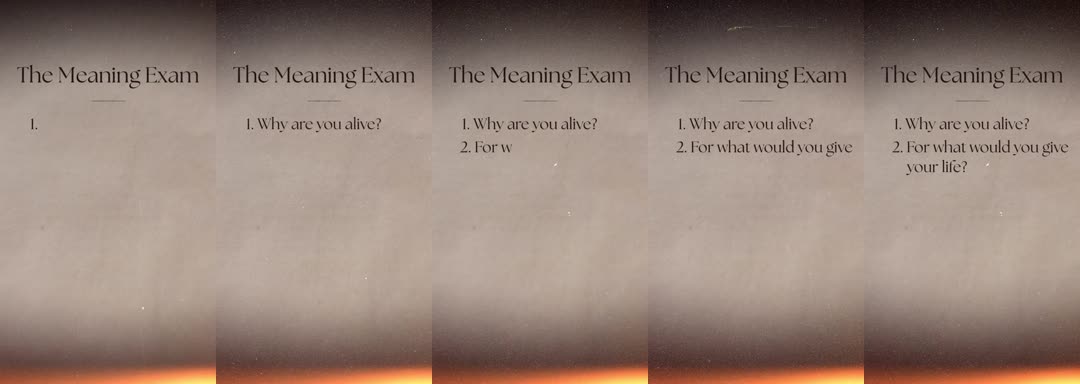 The Meaning Exam
1.
The Meaning Exam
1. Why are you alive?
The Meaning Exam
1. Why are you alive?
2. For w
The Meaning Exam
1. Why are you alive?
2. For what would you give
The Meaning Exam
1. Why are you alive?
2. For what would you give
your life?